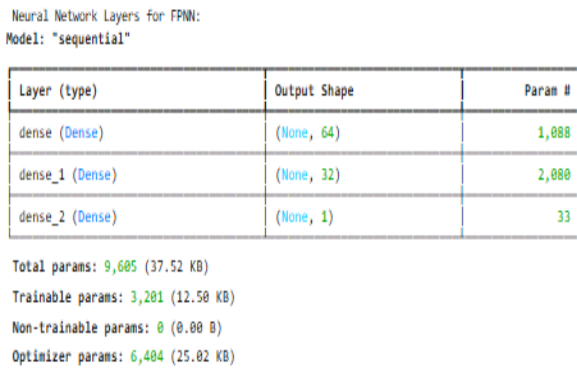 Neural Network Layers for FPNN:
Model: "sequential"
Layer (type) Output Shape Param #
dense (Dense) (None, 64) 1,088
dense_1 (Dense) (None, 32) 2,080
dense_2 (Dense) (None, 1) 33
Total params: 9,605 (37.52 KB)
Trainable params: 3,201 (12.50 KB)
Non-trainable params: 0 (0.00 B)
Optimizer params: 6,404 (25.02 KB)